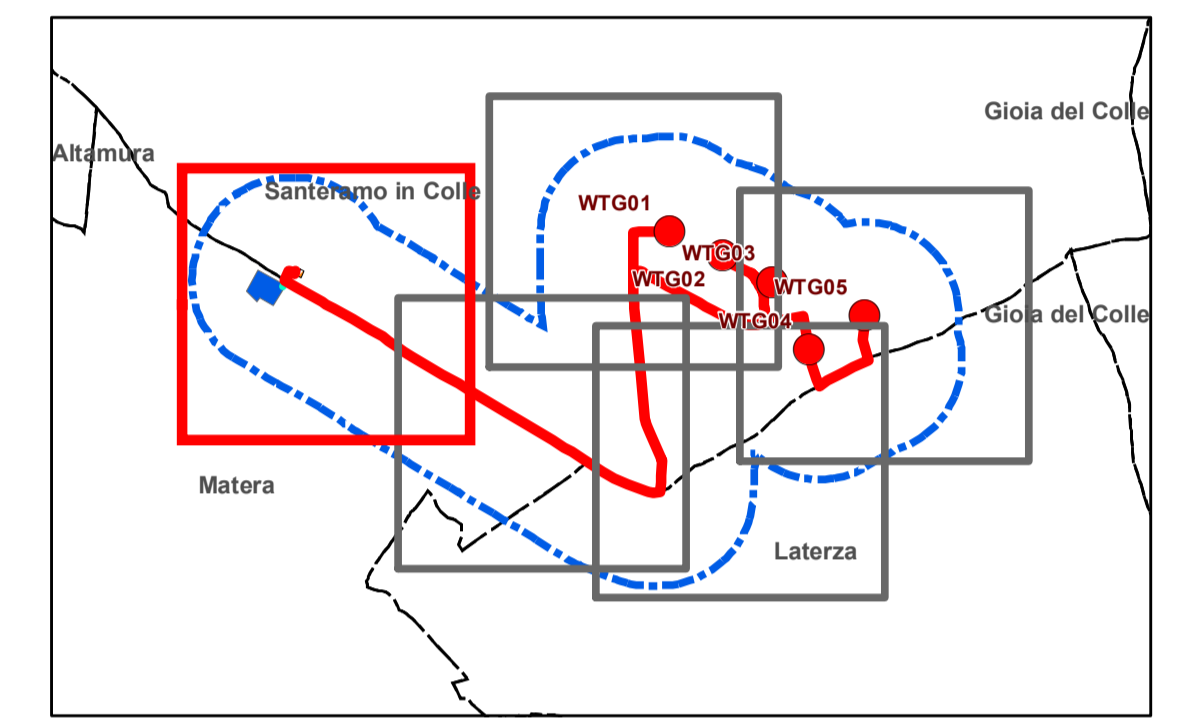 Gioia del Colle
Altamura
Santeramo in Colle
WTG01
WTG03
WTG02
WTG05
WTG04
Gioia del Colle
Matera
Laterza